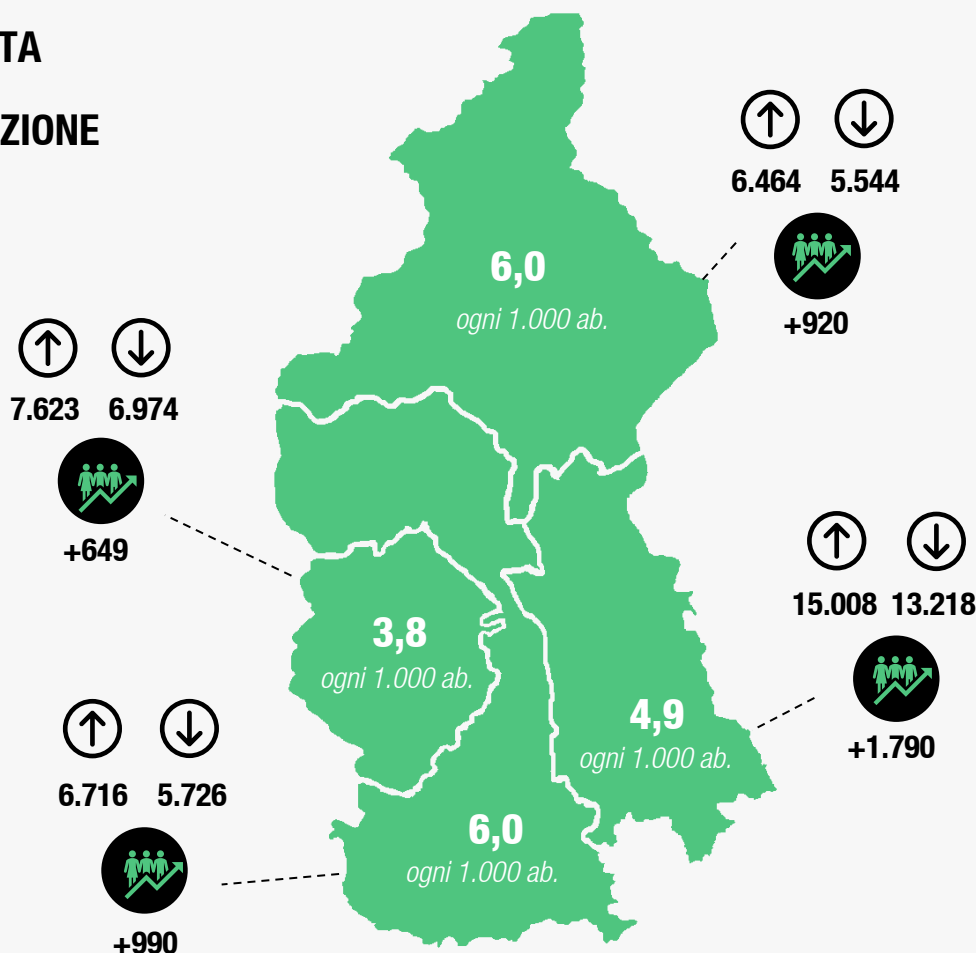 TA
ZIONE
6.464 5.544
+920
6,0
ogni 1.000 ab.
7.623 6.974
+649
15.008 13.218
+1.790
3,8
ogni 1.000 ab.
4,9
ogni 1.000 ab.
6.716 5.726
+990
6,0
ogni 1.000 ab.